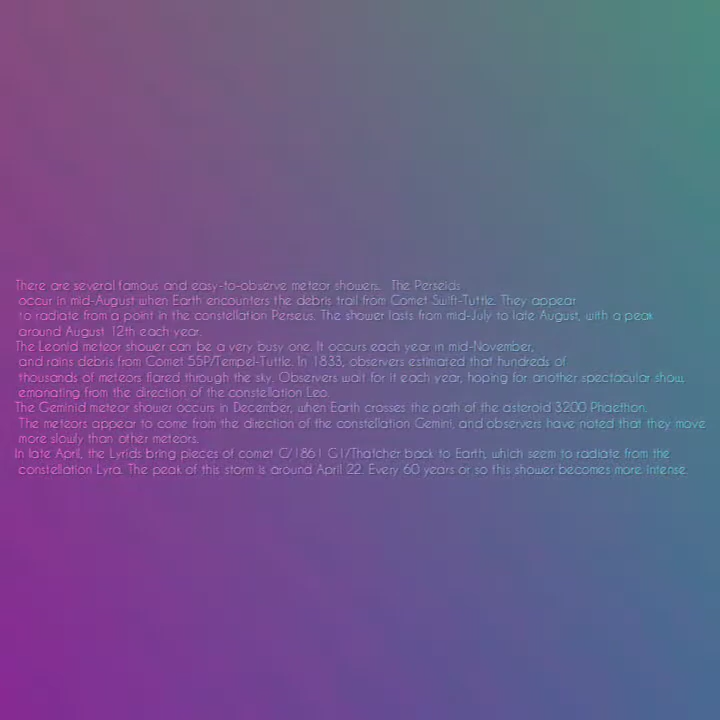 There are several famous and easy-to-observe meteor showers.  The Perseids
occur in mid-August when Earth encounters the debris trail from Comet Swift-Tuttle. They appear
to radiate from a point in the constellation Perseus. The shower lasts from mid-July to late August, with a peak
around August 12th each year.
The Leonid meteor shower can be a very busy one. It occurs each year in mid-November,
and rains debris from Comet 55P/Tempel-Tuttle. In 1833, observers estimated that hundreds of
thousands of meteors flared through the sky. Observers wait for it each year, hoping for another spectacular show,
emanating from the direction of the constellation Leo.
The Geminid meteor shower occurs in December, when Earth crosses the path of the asteroid 3200 Phaethon.
The meteors appear to come from the direction of the constellation Gemini, and observers have noted that they move
more slowly than other meteors.
In late April, the Lyrids bring pieces of comet C/1861 G1/Thatcher back to Earth, which seem to radiate from the
constellation Lyra. The peak of this storm is around April 22. Every 60 years or so this shower becomes more intense.